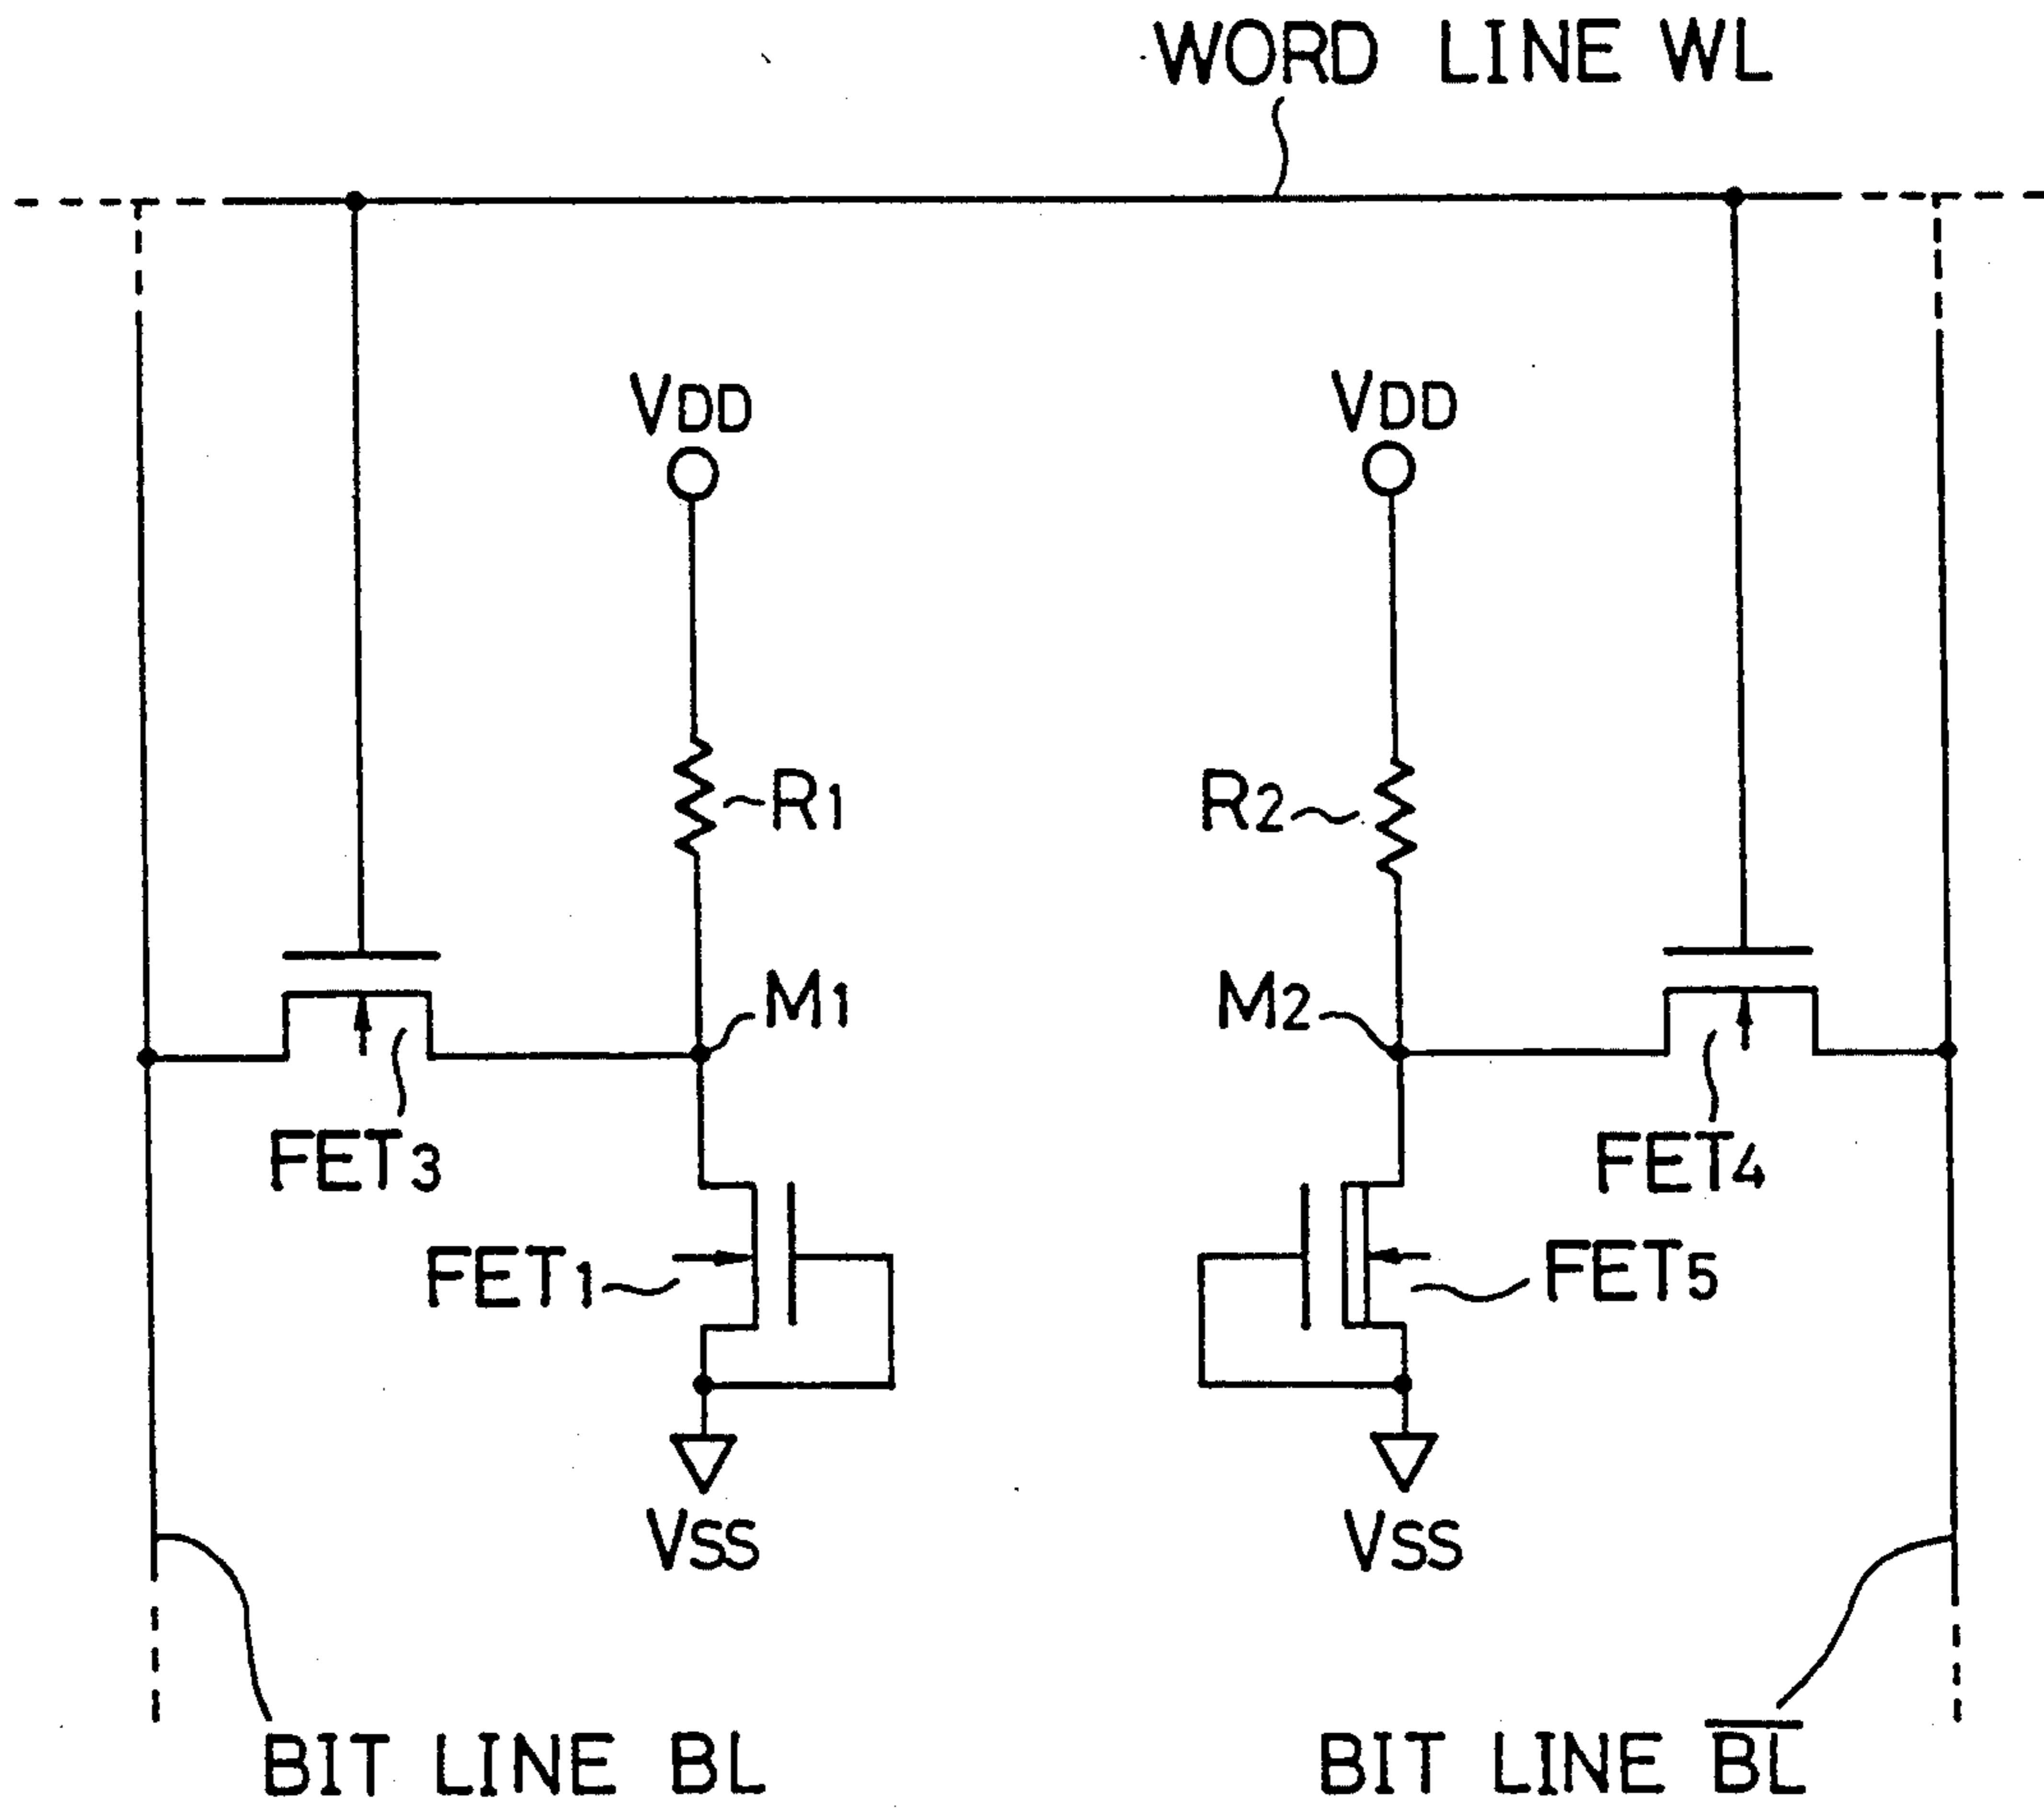 WORD LINE WL
VDD
VDD
R1
R2
M1
M2
FET3
FET4
FET1
FET5
VSS
VSS
BIT LINE BL
BIT LINE B̅L̅